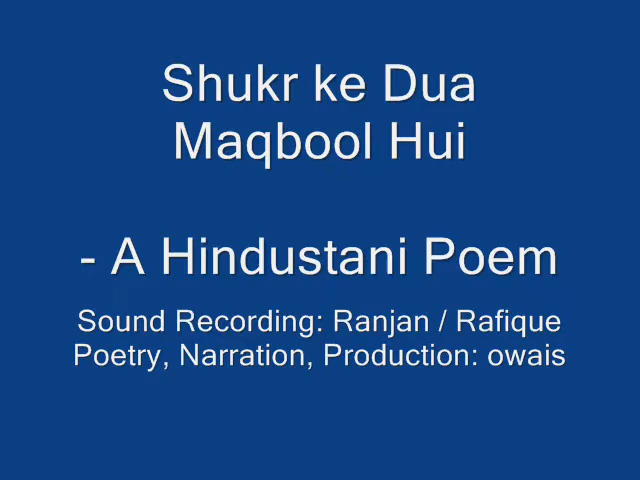 Shukr ke Dua
Maqbool Hui
- A Hindustani Poem
Sound Recording: Ranjan / Rafique
Poetry, Narration, Production: owais